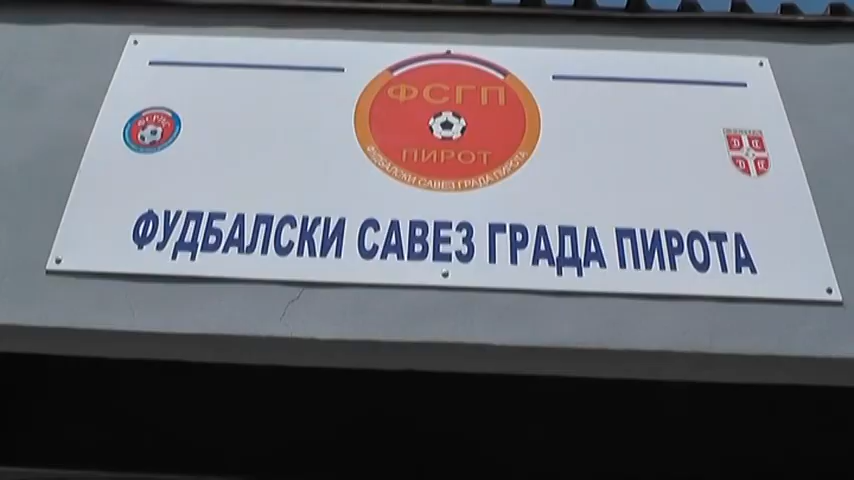 ФСГП
ПИРОТ
ФУДБАЛСКИ САВЕЗ ГРАДА ПИРОТА
ФУДБАЛСКИ САВЕЗ ГРАДА ПИРОТА